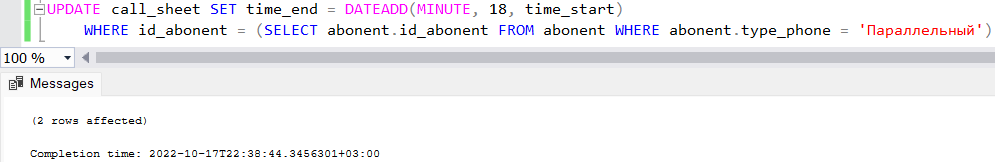 UPDATE call_sheet SET time_end = DATEADD(MINUTE, 18, time_start)
WHERE id_abonent = (SELECT abonent.id_abonent FROM abonent WHERE abonent.type_phone = 'Параллельный')
100 %
Messages
(2 rows affected)
Completion time: 2022-10-17T22:38:44.3456301+03:00